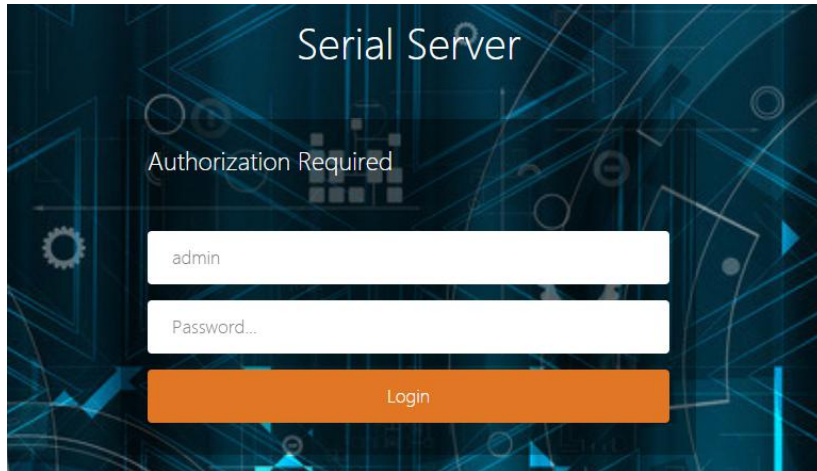 Serial Server
Authorization Required
admin
Password...
Login